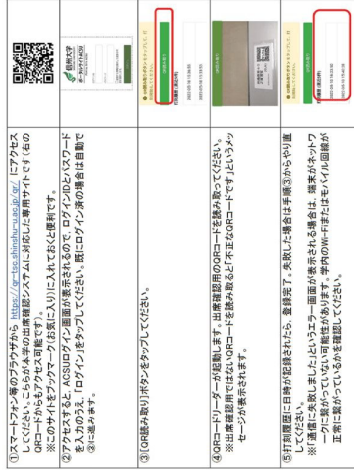 ①スマートフォン等のブラウザから https://qr-tso.shinshu-u.ac.jp/qr/ にアクセス
してください。こちらが本学の出席確認システムに対応した専用サイトです(右の
QRコードからもアクセス可能です)。
※このサイトをブックマーク(お気に入り)に入れておくと便利です。
信州大学
ポータルサイトACSU
②アクセスすると、ACSUログイン画面が表示されるので、ログインIDとパスワード
を入力のうえ、「ログイン」をタップしてください。既にログイン済の場合は自動で
③に進みます。
③[QR読み取り]ボタンをタップしてください。
④QRコードリーダーが起動します。出席確認用のQRコードを読み取ってください。
※出席確認用ではないQRコードを読み取ると「不正なQRコードです」というメッ
セージが表示されます。
⑤打刻履歴に日時が記録されたら、登録完了。失敗した場合は手順③からやり直
してください。
※「通信に失敗しました」というエラー画面が表示される場合は、端末がネットワ
ークに繋がっていない可能性があります。学内のWi-Fiまたはモバイル回線が
正常に繋がっているかを確認してください。